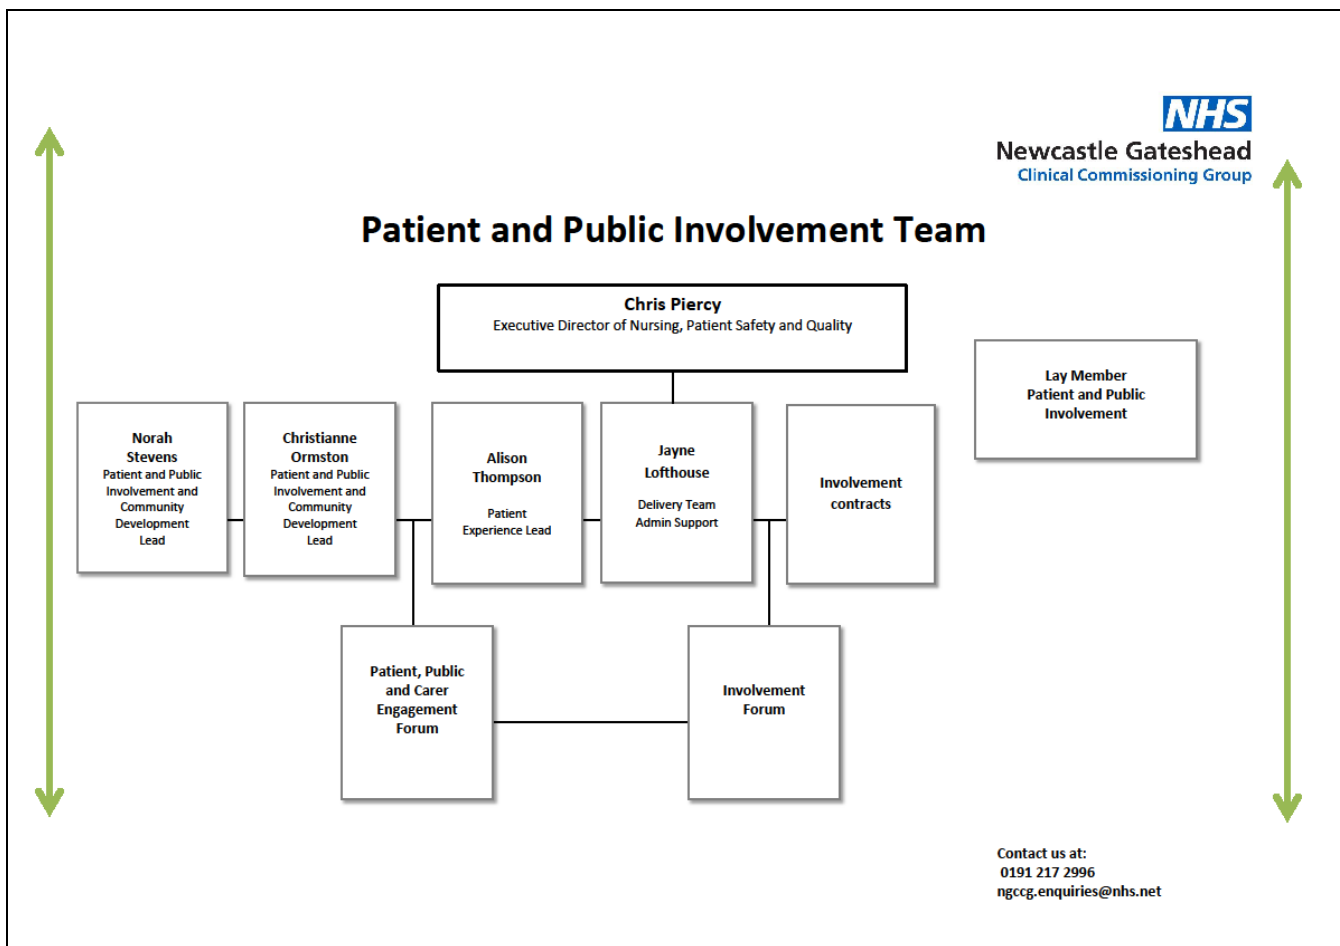 NHS
Newcastle Gateshead
Clinical Commissioning Group
Patient and Public Involvement Team
Chris Piercy
Executive Director of Nursing, Patient Safety and Quality
Lay Member
Patient and Public
Involvement
Norah
Stevens
Patient and Public
Involvement and
Community
Development
Lead
Christianne
Ormston
Patient and Public
Involvement and
Community
Development
Lead
Alison
Thompson
Patient
Experience Lead
Jayne
Lofthouse
Delivery Team
Admin Support
Involvement
contracts
Patient, Public
and Carer
Engagement
Forum
Involvement
Forum
Contact us at:
0191 217 2996
ngccg.enquiries@nhs.net